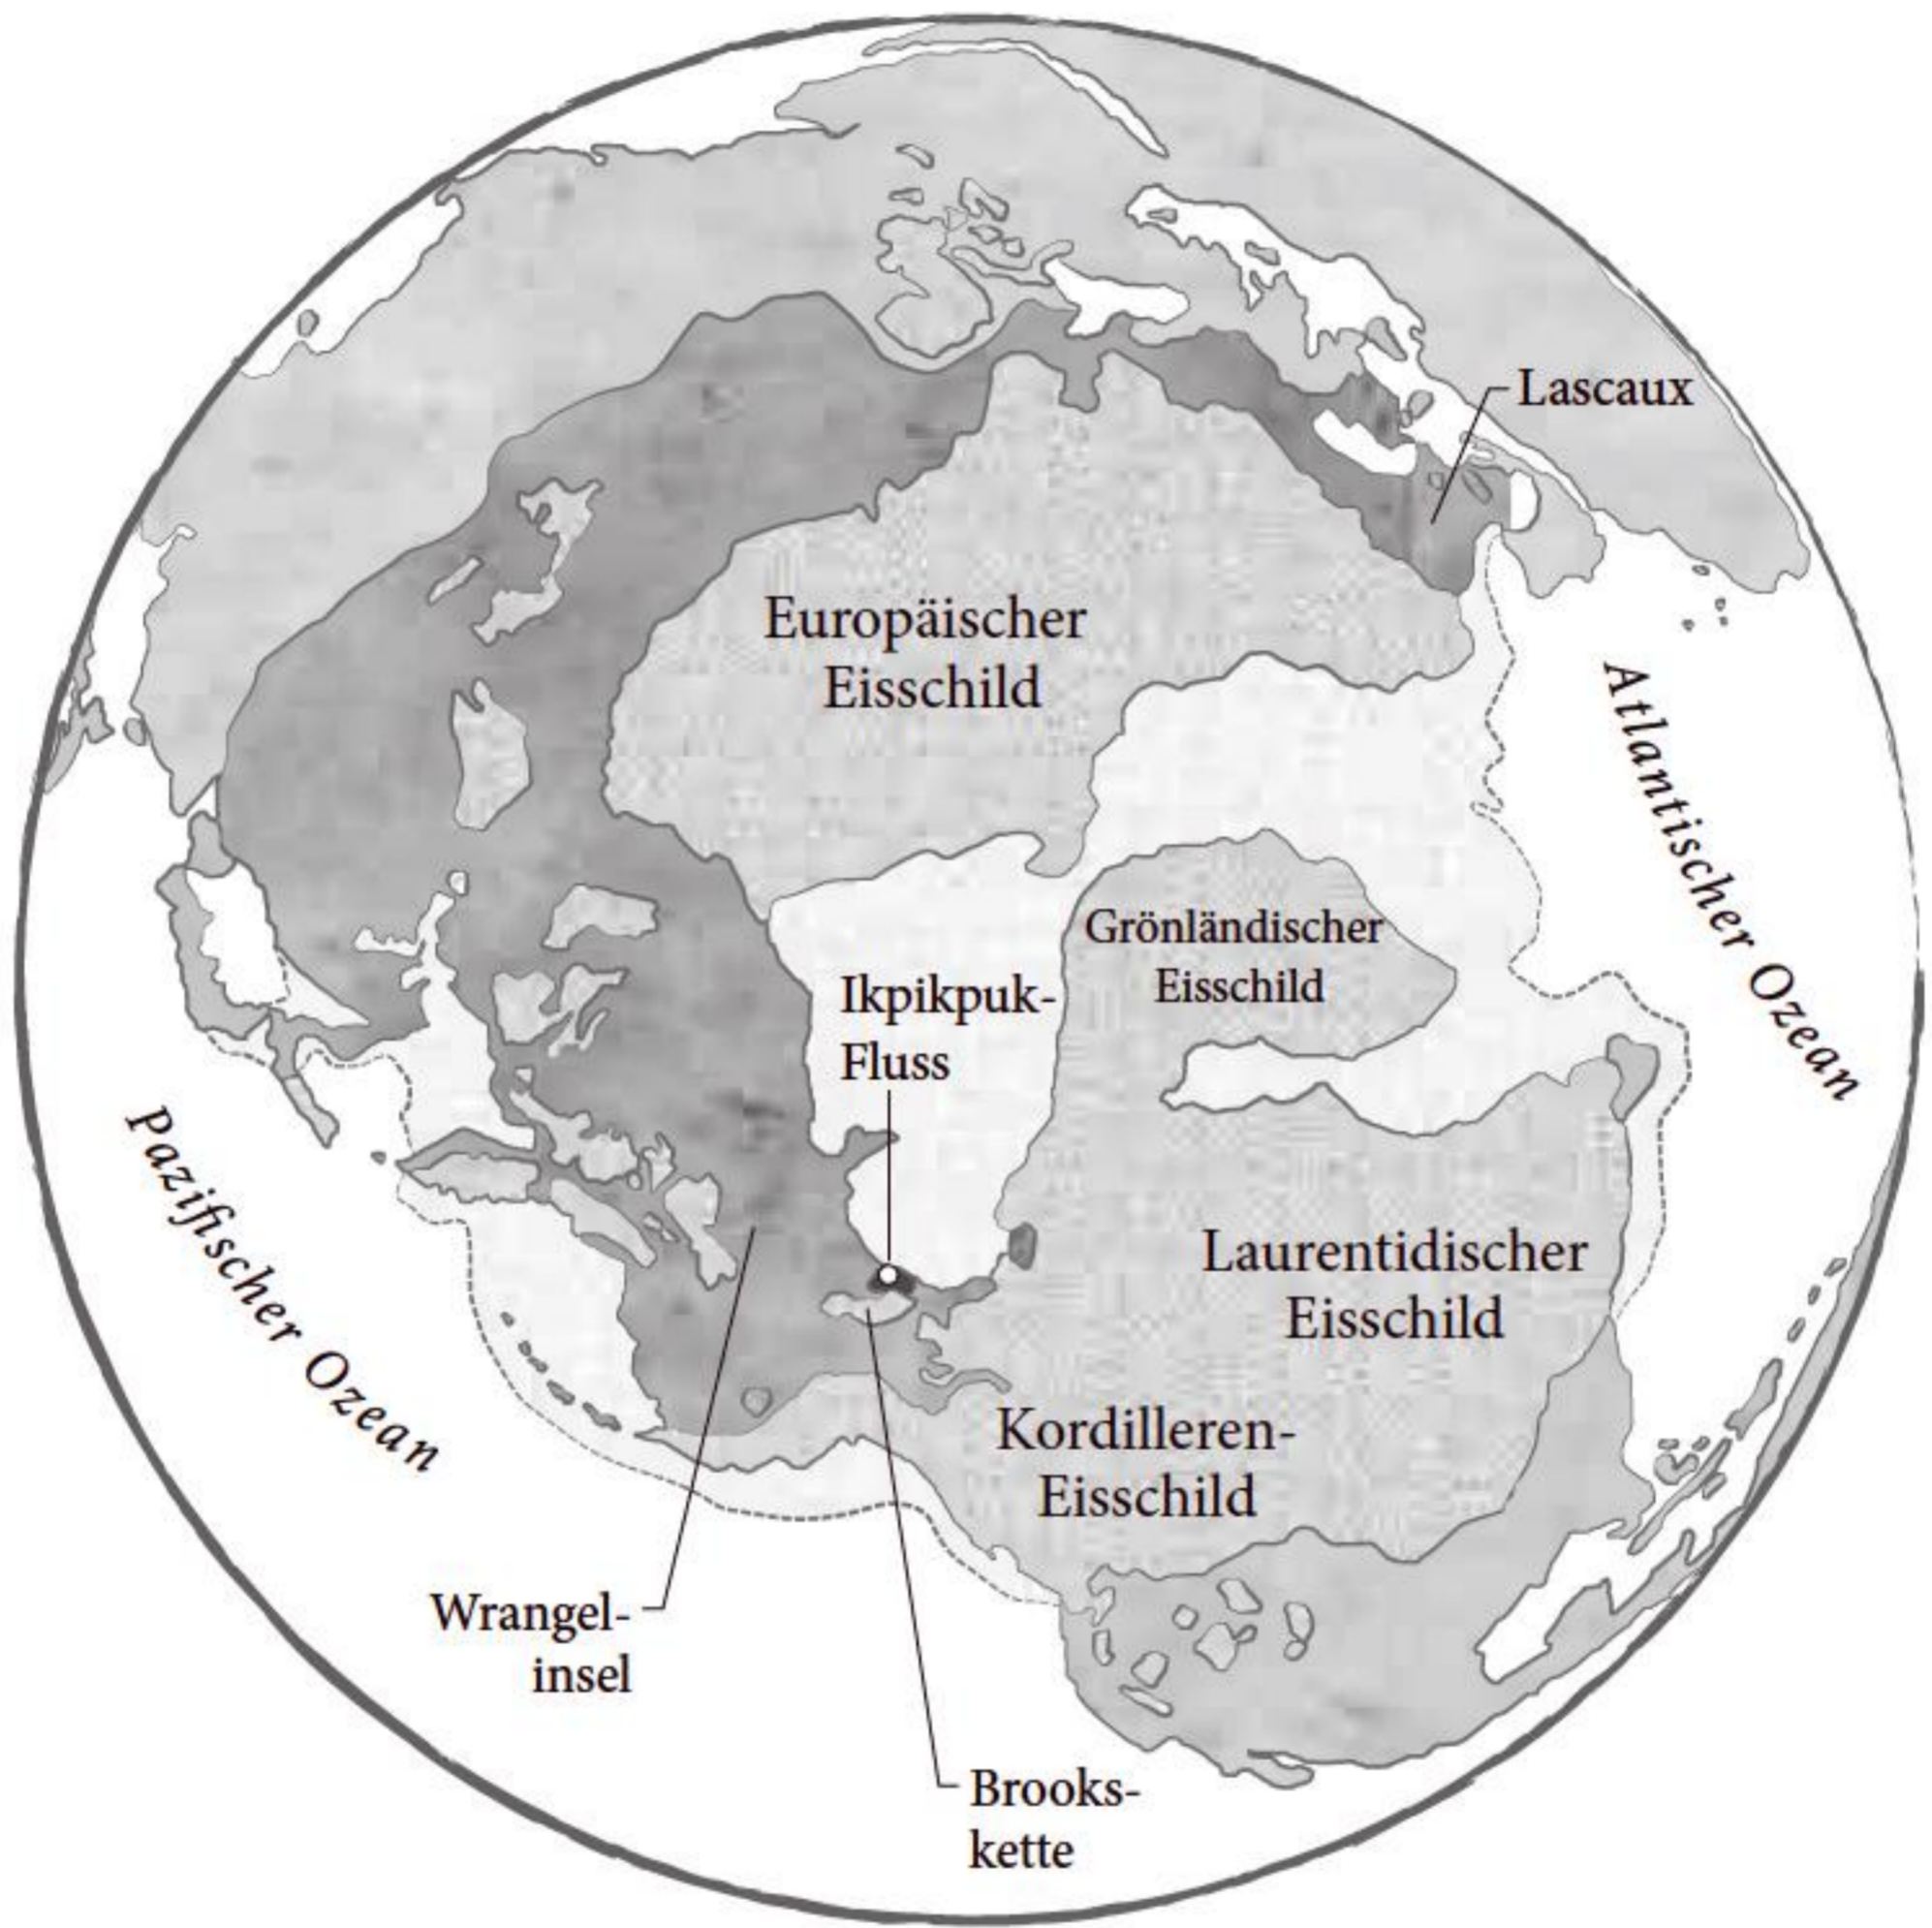 Lascaux
Europäischer
Eisschild
Atlantischer Ozean
Grönländischer
Eisschild
Ikpikpuk-
Fluss
Pazifischer Ozean
Laurentidischer
Eisschild
Kordilleren-
Eisschild
Wrangel-
insel
Brooks-
kette